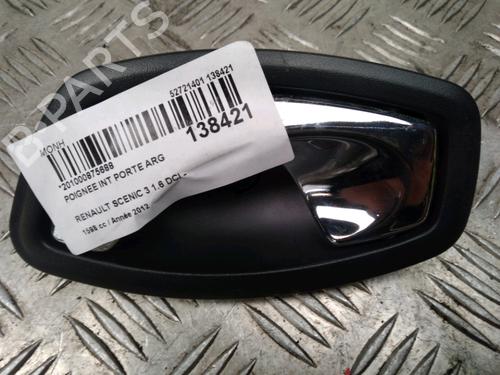 B-PARTS
52721401 138421
138421
MONH
*201000875888
POIGNEE INT PORTE ARG
RENAULT SCENIC 3 1.6 DCI -
1598 cc / Année 2012